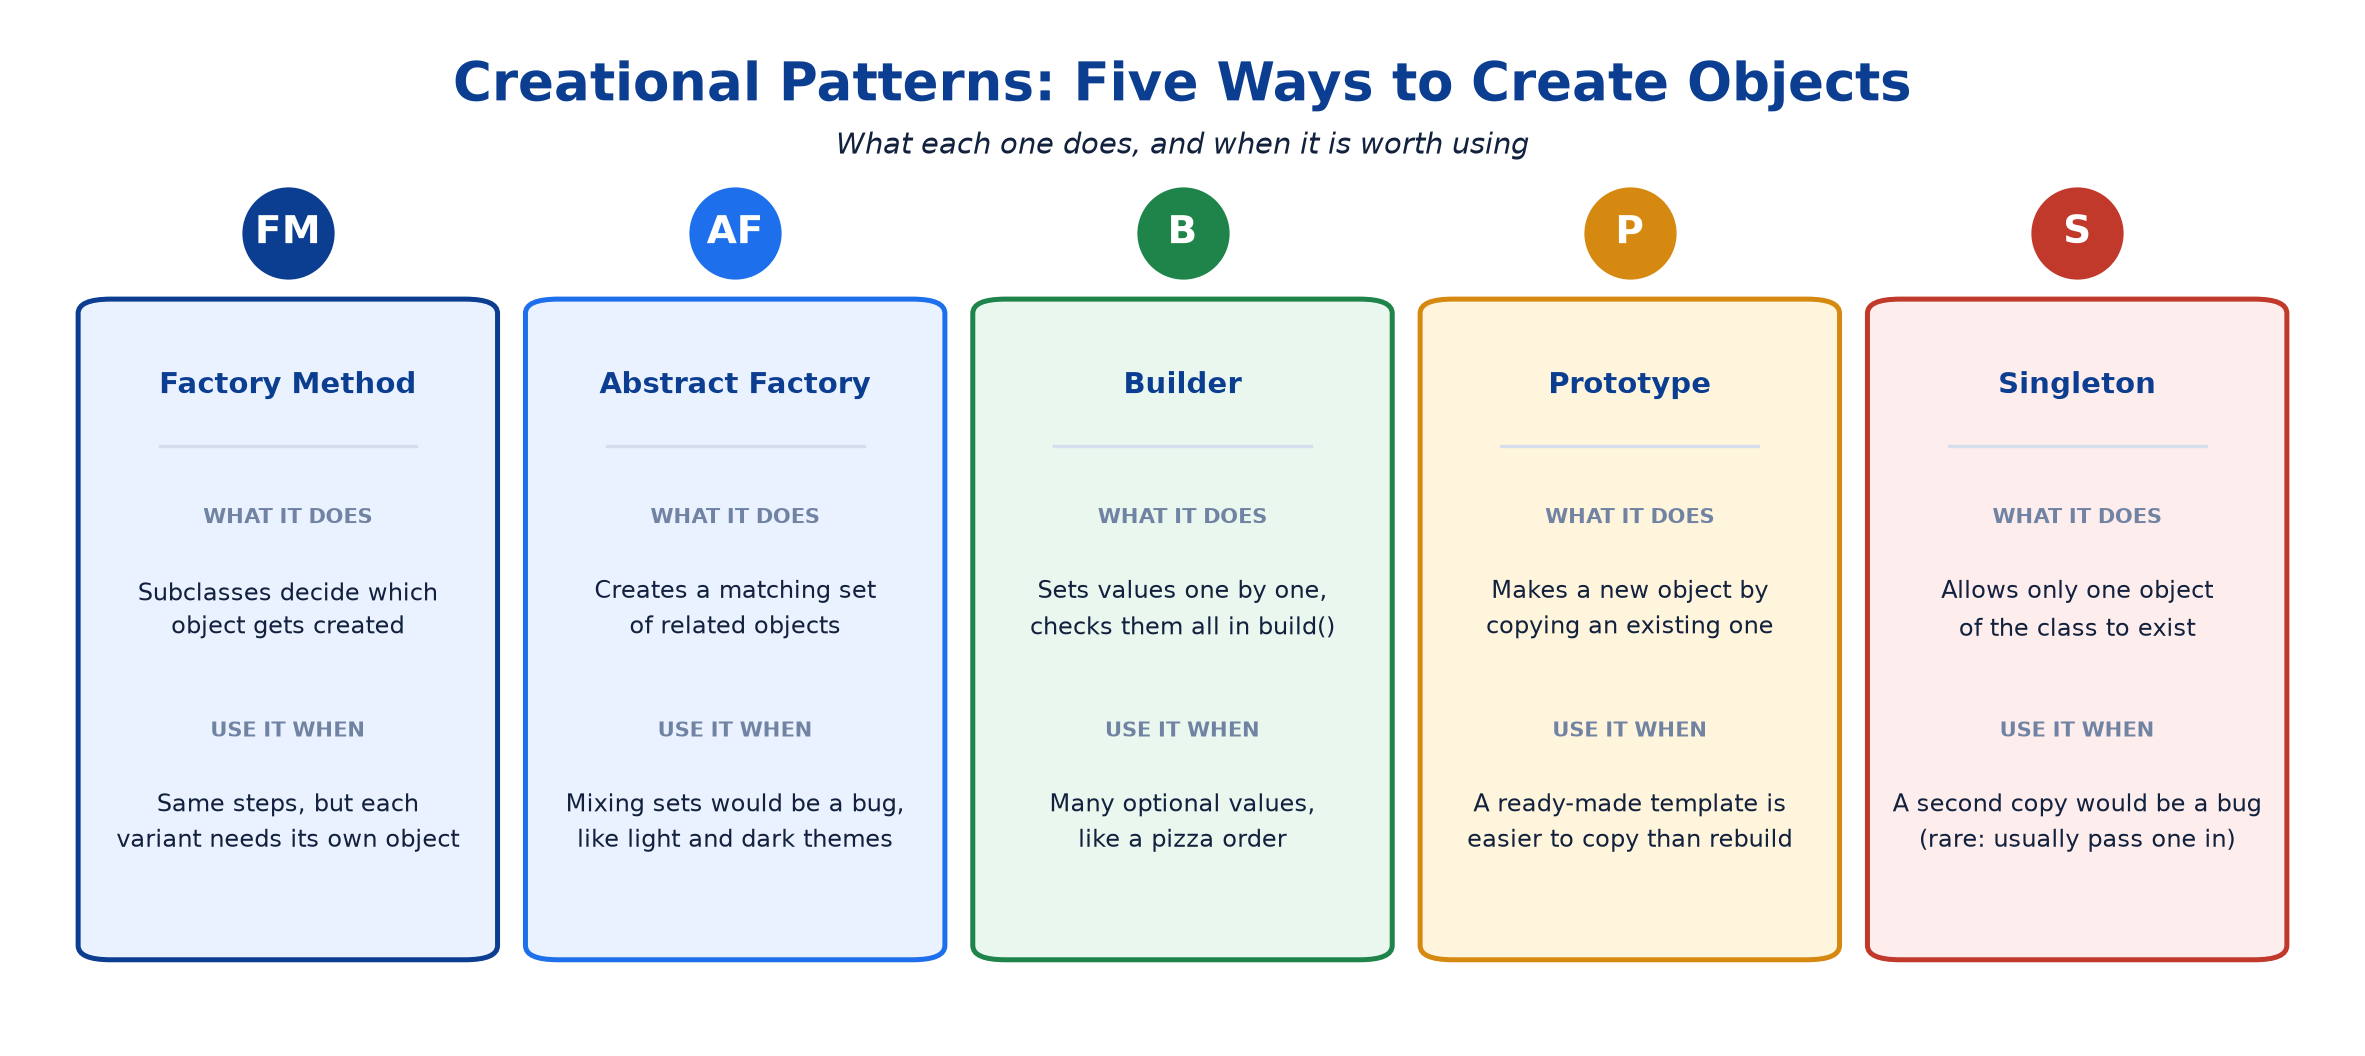 Creational Patterns: Five Ways to Create Objects
What each one does, and when it is worth using
FM
Factory Method
WHAT IT DOES
Subclasses decide which
object gets created
USE IT WHEN
Same steps, but each
variant needs its own object
AF
Abstract Factory
WHAT IT DOES
Creates a matching set
of related objects
USE IT WHEN
Mixing sets would be a bug,
like light and dark themes
B
Builder
WHAT IT DOES
Sets values one by one,
checks them all in build()
USE IT WHEN
Many optional values,
like a pizza order
P
Prototype
WHAT IT DOES
Makes a new object by
copying an existing one
USE IT WHEN
A ready-made template is
easier to copy than rebuild
S
Singleton
WHAT IT DOES
Allows only one object
of the class to exist
USE IT WHEN
A second copy would be a bug
(rare: usually pass one in)